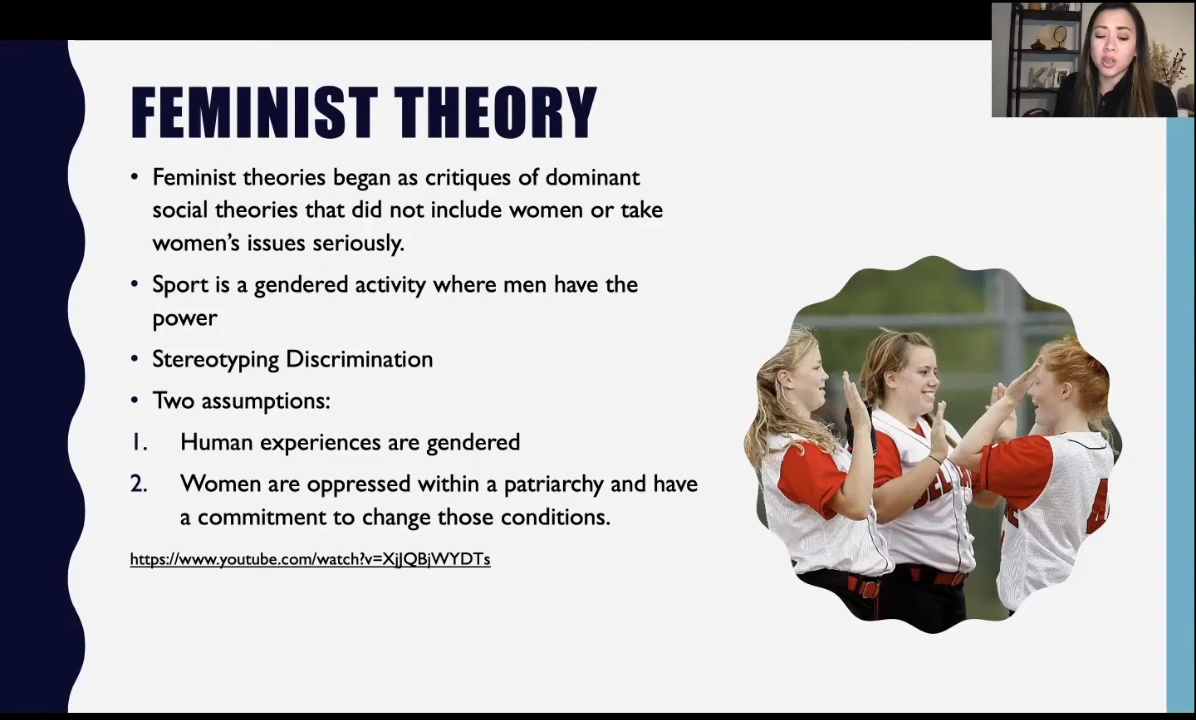 FEMINIST THEORY
• Feminist theories began as critiques of dominant
social theories that did not include women or take
women's issues seriously.
• Sport is a gendered activity where men have the
power
• Stereotyping Discrimination
• Two assumptions:
1. Human experiences are gendered
2. Women are oppressed within a patriarchy and have
a commitment to change those conditions.
https://www.youtube.com/watch?v=XjJQBjWYDTs